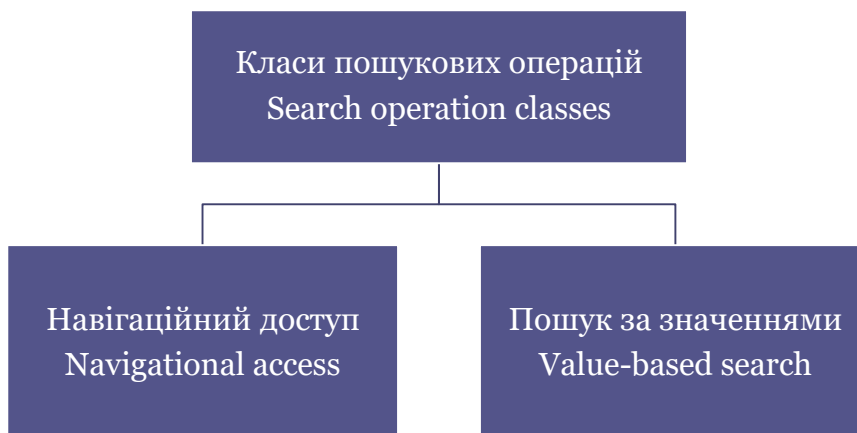 Класи пошукових операцій
Search operation classes
Навігаційний доступ
Navigational access
Пошук за значеннями
Value-based search